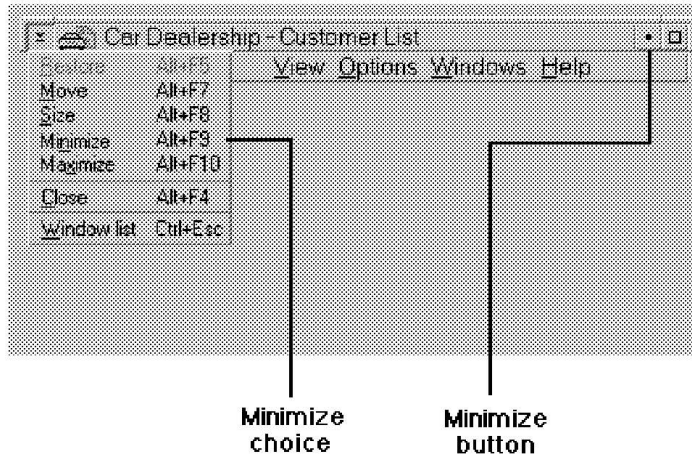 Car Dealership - Customer List
Restore Alt+F5
View Options Windows Help
Move Alt+F7
Size Alt+F8
Minimize Alt+F9
Maximize Alt+F10
Close Alt+F4
Window list Ctrl+Esc
Minimize choice
Minimize button